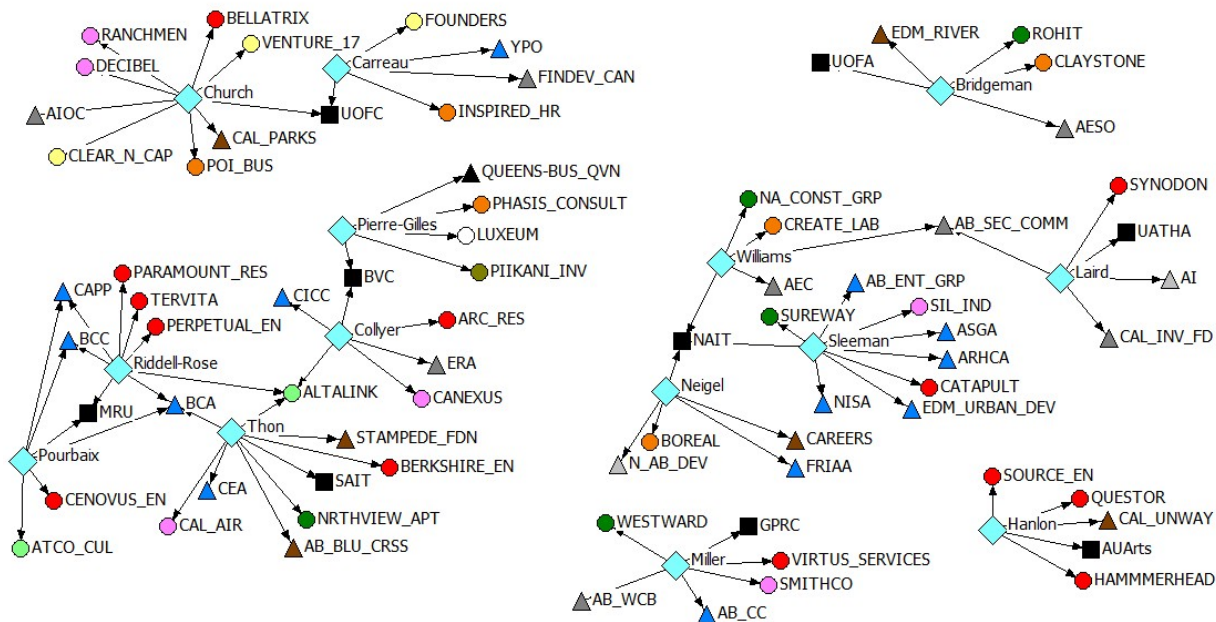 RANCHMEN
BELLATRIX
FOUNDERS
VENTURE_17
YPO
DECIBEL
Carreau
FINDEV_CAN
Church
AIOC
UOFC
INSPIRED_HR
CAL_PARKS
CLEAR_N_CAP
POI_BUS
EDM_RIVER
ROHIT
UOFA
CLAYSTONE
Bridgeman
AESO
QUEENS-BUS_QVN
PHASIS_CONSULT
Pierre-Gilles
LUXEUM
PIIKANI_INV
BVC
PARAMOUNT_RES
CAPP
TERVITA
CICC
PERPETUAL_EN
ARC_RES
BCC
Collyer
Riddell-Rose
ERA
ALTALINK
CANEXUS
BCA
MRU
Thon
STAMPEDE_FDN
Pourbaix
BERKSHIRE_EN
SAIT
CEA
CENOVUS_EN
CAL_AIR
NRTHVIEW_APT
ATCO_CUL
AB_BLU_CRSS
NA_CONST_GRP
SYNODON
CREATE_LAB
AB_SEC_COMM
UATHA
Williams
Laird
AI
AEC
AB_ENT_GRP
SIL_IND
SUREWAY
ASGA
NAIT
Sleeman
CAL_INV_FD
ARHCA
Neigel
CATAPULT
NISA
EDM_URBAN_DEV
BOREAL
CAREERS
N_AB_DEV
FRIAA
SOURCE_EN
QUESTOR
WESTWARD
GPRC
Hanlon
CAL_UNWAY
AUArts
Miller
VIRTUS_SERVICES
SMITHCO
HAMMMERHEAD
AB_WCB
AB_CC